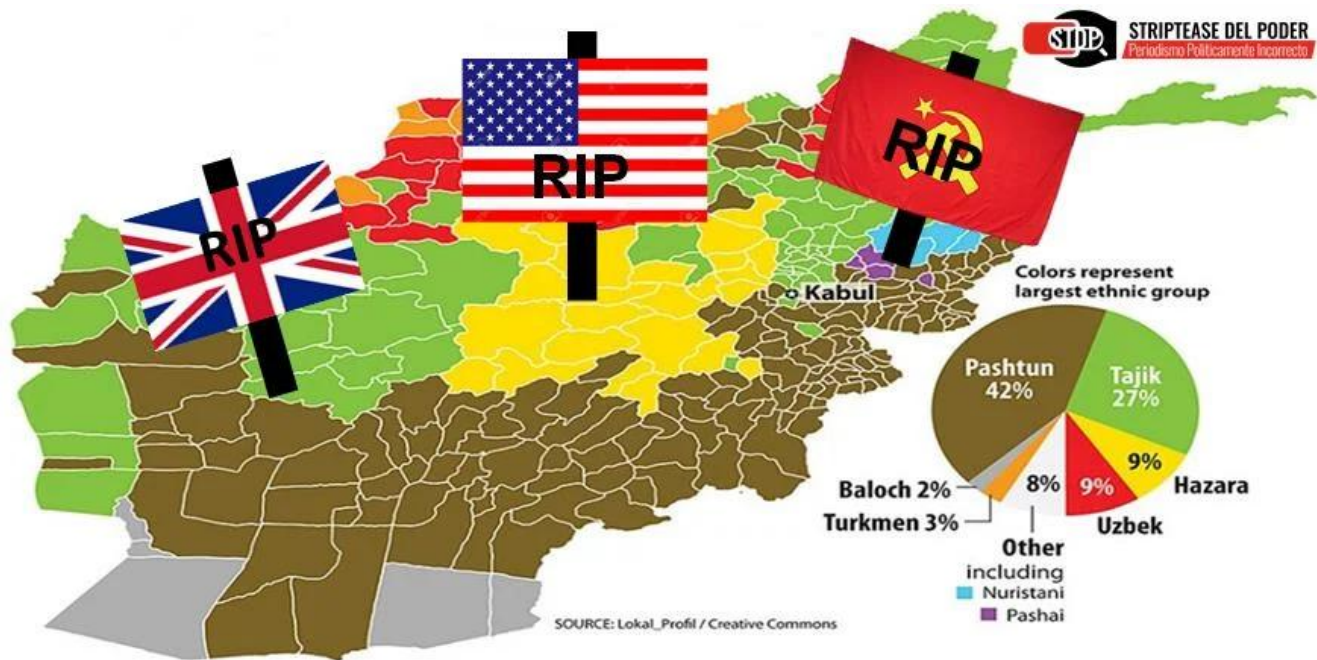 STDP
STRIPTEASE DEL PODER
Periodismo Politicamente Incorrecto
RIP
RIP
RIP
Kabul
Colors represent
largest ethnic group
Pashtun
42%
Tajik
27%
9%
Hazara
9%
Uzbek
8%
Baloch 2%
Turkmen 3%
Other
including
Nuristani
Pashai
SOURCE: Lokal_Profil / Creative Commons